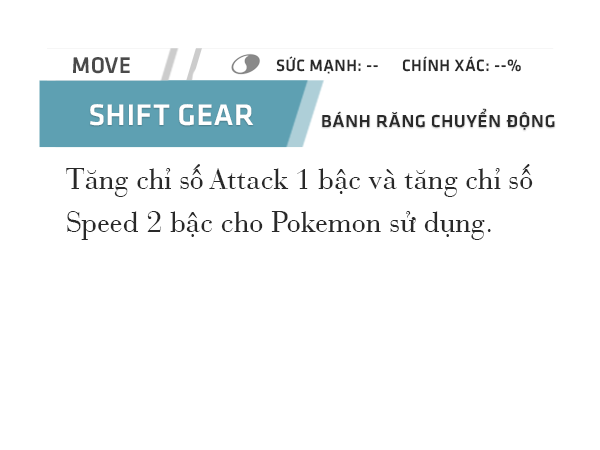 MOVE SỨC MẠNH: -- CHÍNH XÁC: --%
SHIFT GEAR BÁNH RĂNG CHUYỂN ĐỘNG
Tăng chỉ số Attack 1 bậc và tăng chỉ số
Speed 2 bậc cho Pokemon sử dụng.